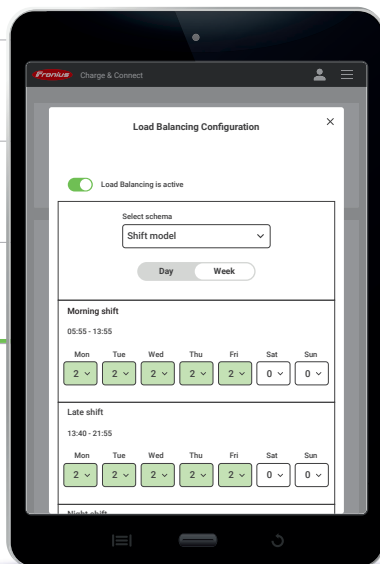 Fronius Charge & Connect
Load Balancing Configuration
Load Balancing is active
Select schema
Shift model
Day Week
Morning shift
05:55 - 13:55
Mon Tue Wed Thu Fri Sat Sun
2 2 2 2 2 0 0
Late shift
13:40 - 21:55
Mon Tue Wed Thu Fri Sat Sun
2 2 2 2 2 0 0
Night shift